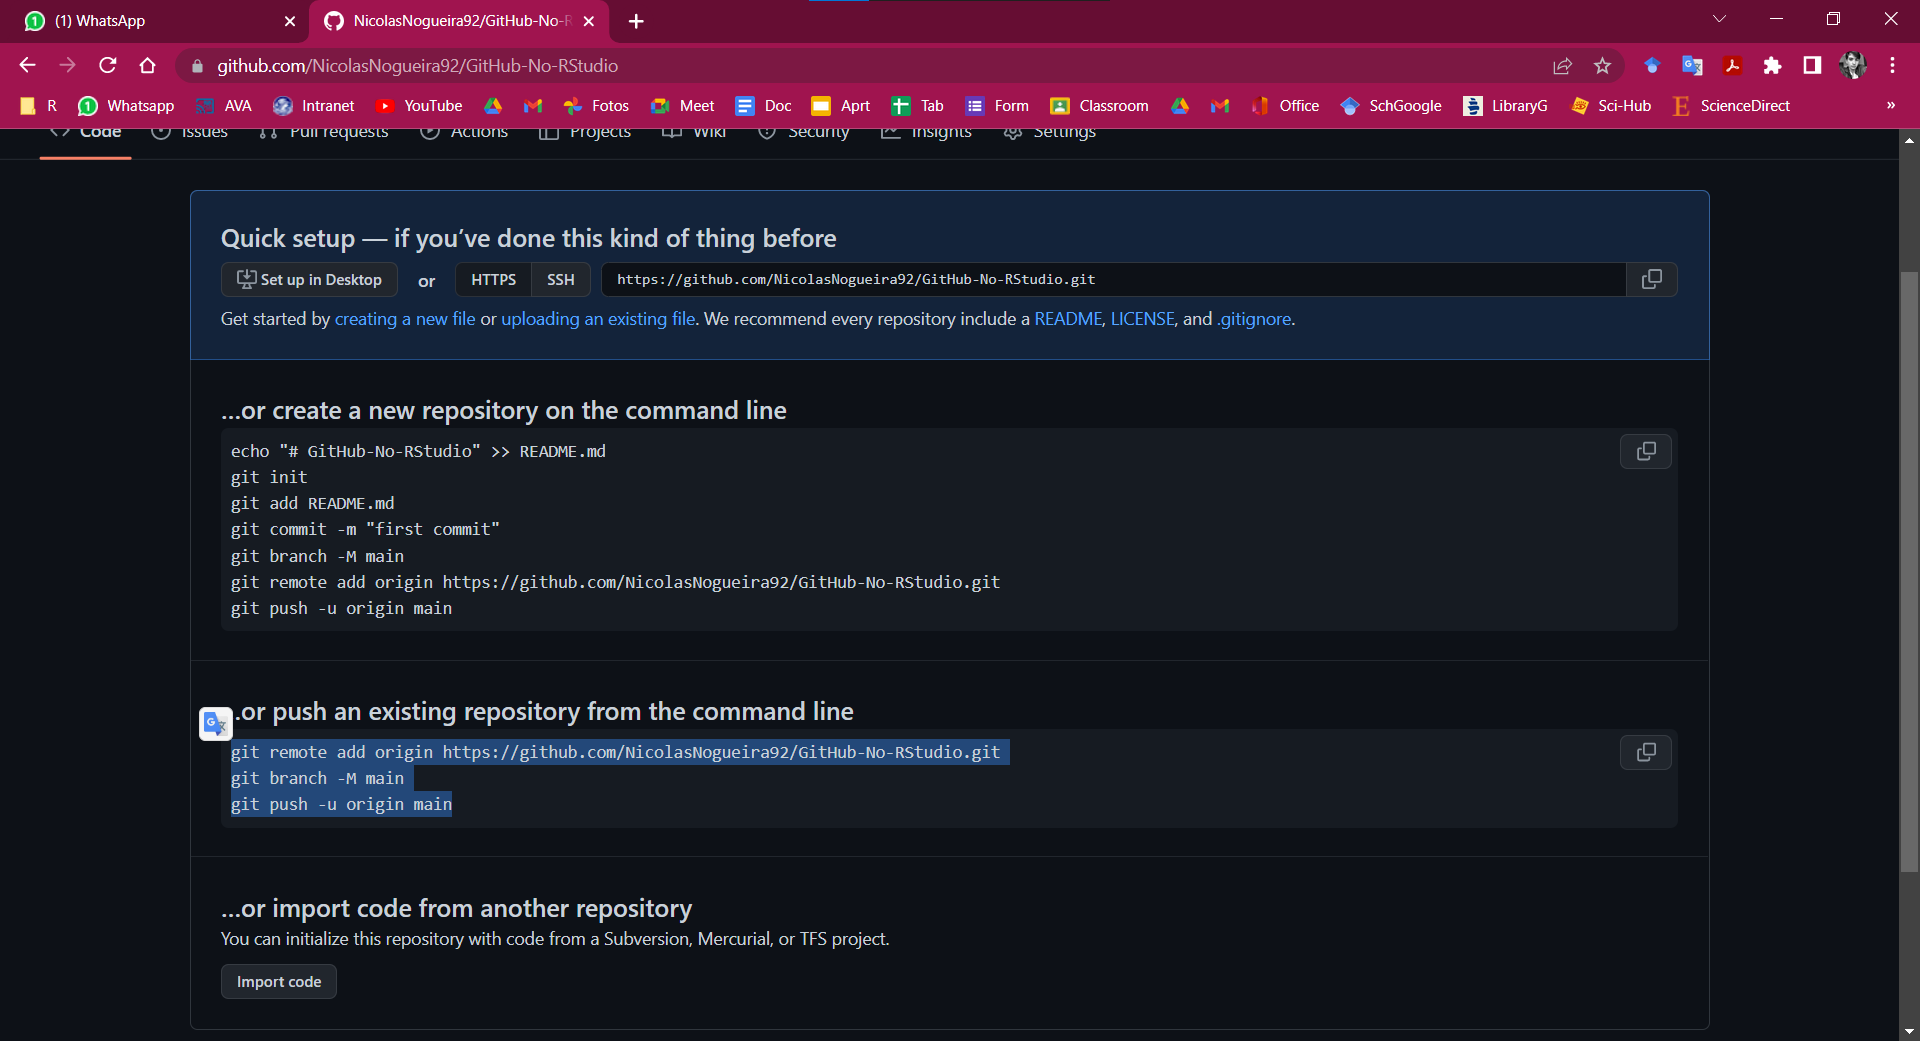 (1) WhatsApp
NicolasNogueira92/GitHub-No-R
github.com/NicolasNogueira92/GitHub-No-RStudio
R Whatsapp AVA Intranet YouTube Fotos Meet Doc Aprt Tab Form Classroom Office SchGoogle LibraryG Sci-Hub ScienceDirect »
Code Issues Pull requests Actions Projects Wiki Security Insights Settings
Quick setup — if you’ve done this kind of thing before
Set up in Desktop or HTTPS SSH https://github.com/NicolasNogueira92/GitHub-No-RStudio.git
Get started by creating a new file or uploading an existing file. We recommend every repository include a README, LICENSE, and .gitignore.
…or create a new repository on the command line
echo "# GitHub-No-RStudio" >> README.md
git init
git add README.md
git commit -m "first commit"
git branch -M main
git remote add origin https://github.com/NicolasNogueira92/GitHub-No-RStudio.git
git push -u origin main
.or push an existing repository from the command line
git remote add origin https://github.com/NicolasNogueira92/GitHub-No-RStudio.git
git branch -M main
git push -u origin main
…or import code from another repository
You can initialize this repository with code from a Subversion, Mercurial, or TFS project.
Import code